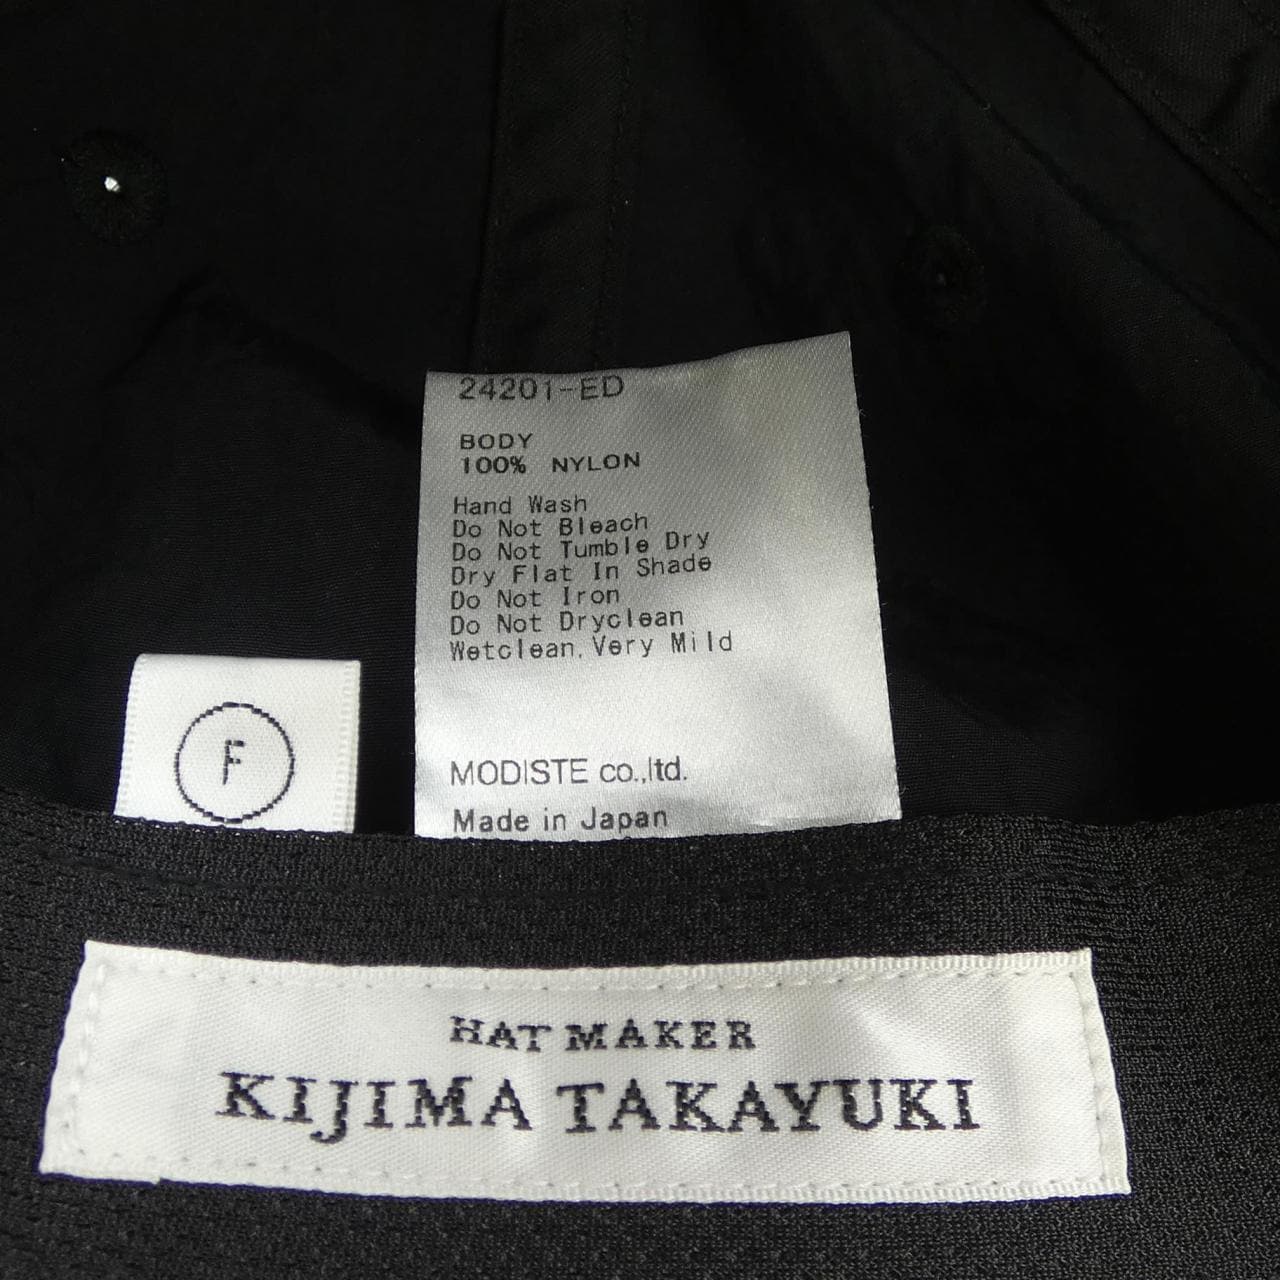 24201-ED
BODY
100% NYLON
Hand Wash
Do Not Bleach
Do Not Tumble Dry
Dry Flat In Shade
Do Not Iron
Do Not Dryclean
Wetclean, Very Mild
MODISTE co.,ltd.
Made in Japan
F
HAT MAKER
KIJIMA TAKAYUKI